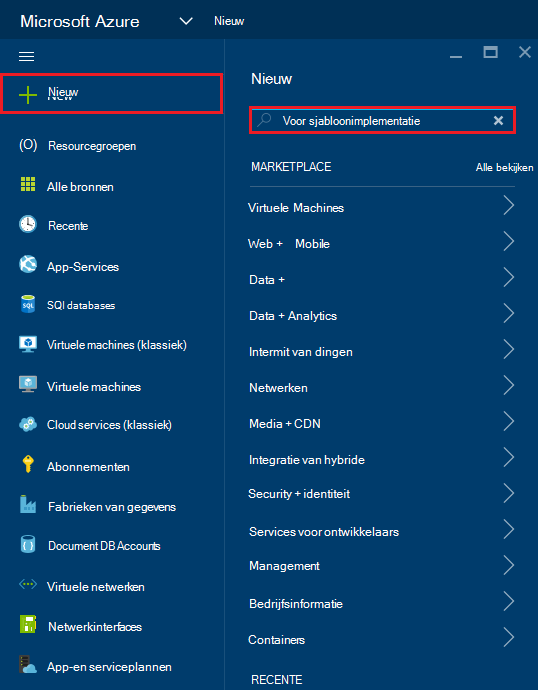 Microsoft Azure
Nieuw
Nieuw
Resourcegroepen
Alle bronnen
Recente
App-Services
SQl databases
Virtuele machines (klassiek)
Virtuele machines
Cloud services (klassiek)
Abonnementen
Fabrieken van gegevens
Document DB Accounts
Virtuele netwerken
Netwerkinterfaces
App-en serviceplannen
Nieuw
Voor sjabloonimplementatie
MARKETPLACE Alle bekijken
Virtuele Machines
Web + Mobile
Data +
Data + Analytics
Intermit van dingen
Netwerken
Media + CDN
Integratie van hybride
Security + identiteit
Services voor ontwikkelaars
Management
Bedrijfsinformatie
Containers
RECENTE